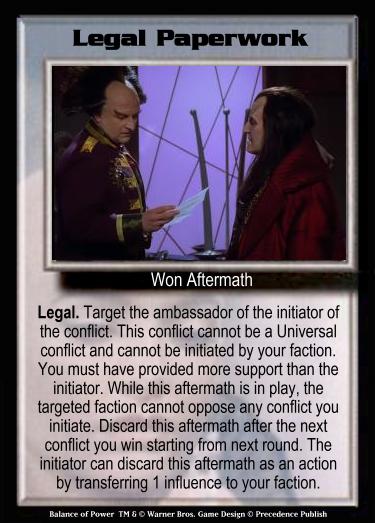 Legal Paperwork
Won Aftermath
Legal. Target the ambassador of the initiator of
the conflict. This conflict cannot be a Universal
conflict and cannot be initiated by your faction.
You must have provided more support than the
initiator. While this aftermath is in play, the
targeted faction cannot oppose any conflict you
initiate. Discard this aftermath after the next
conflict you win starting from next round. The
initiator can discard this aftermath as an action
by transferring 1 influence to your faction.
Balance of Power TM & © Warner Bros. Game Design © Precedence Publish